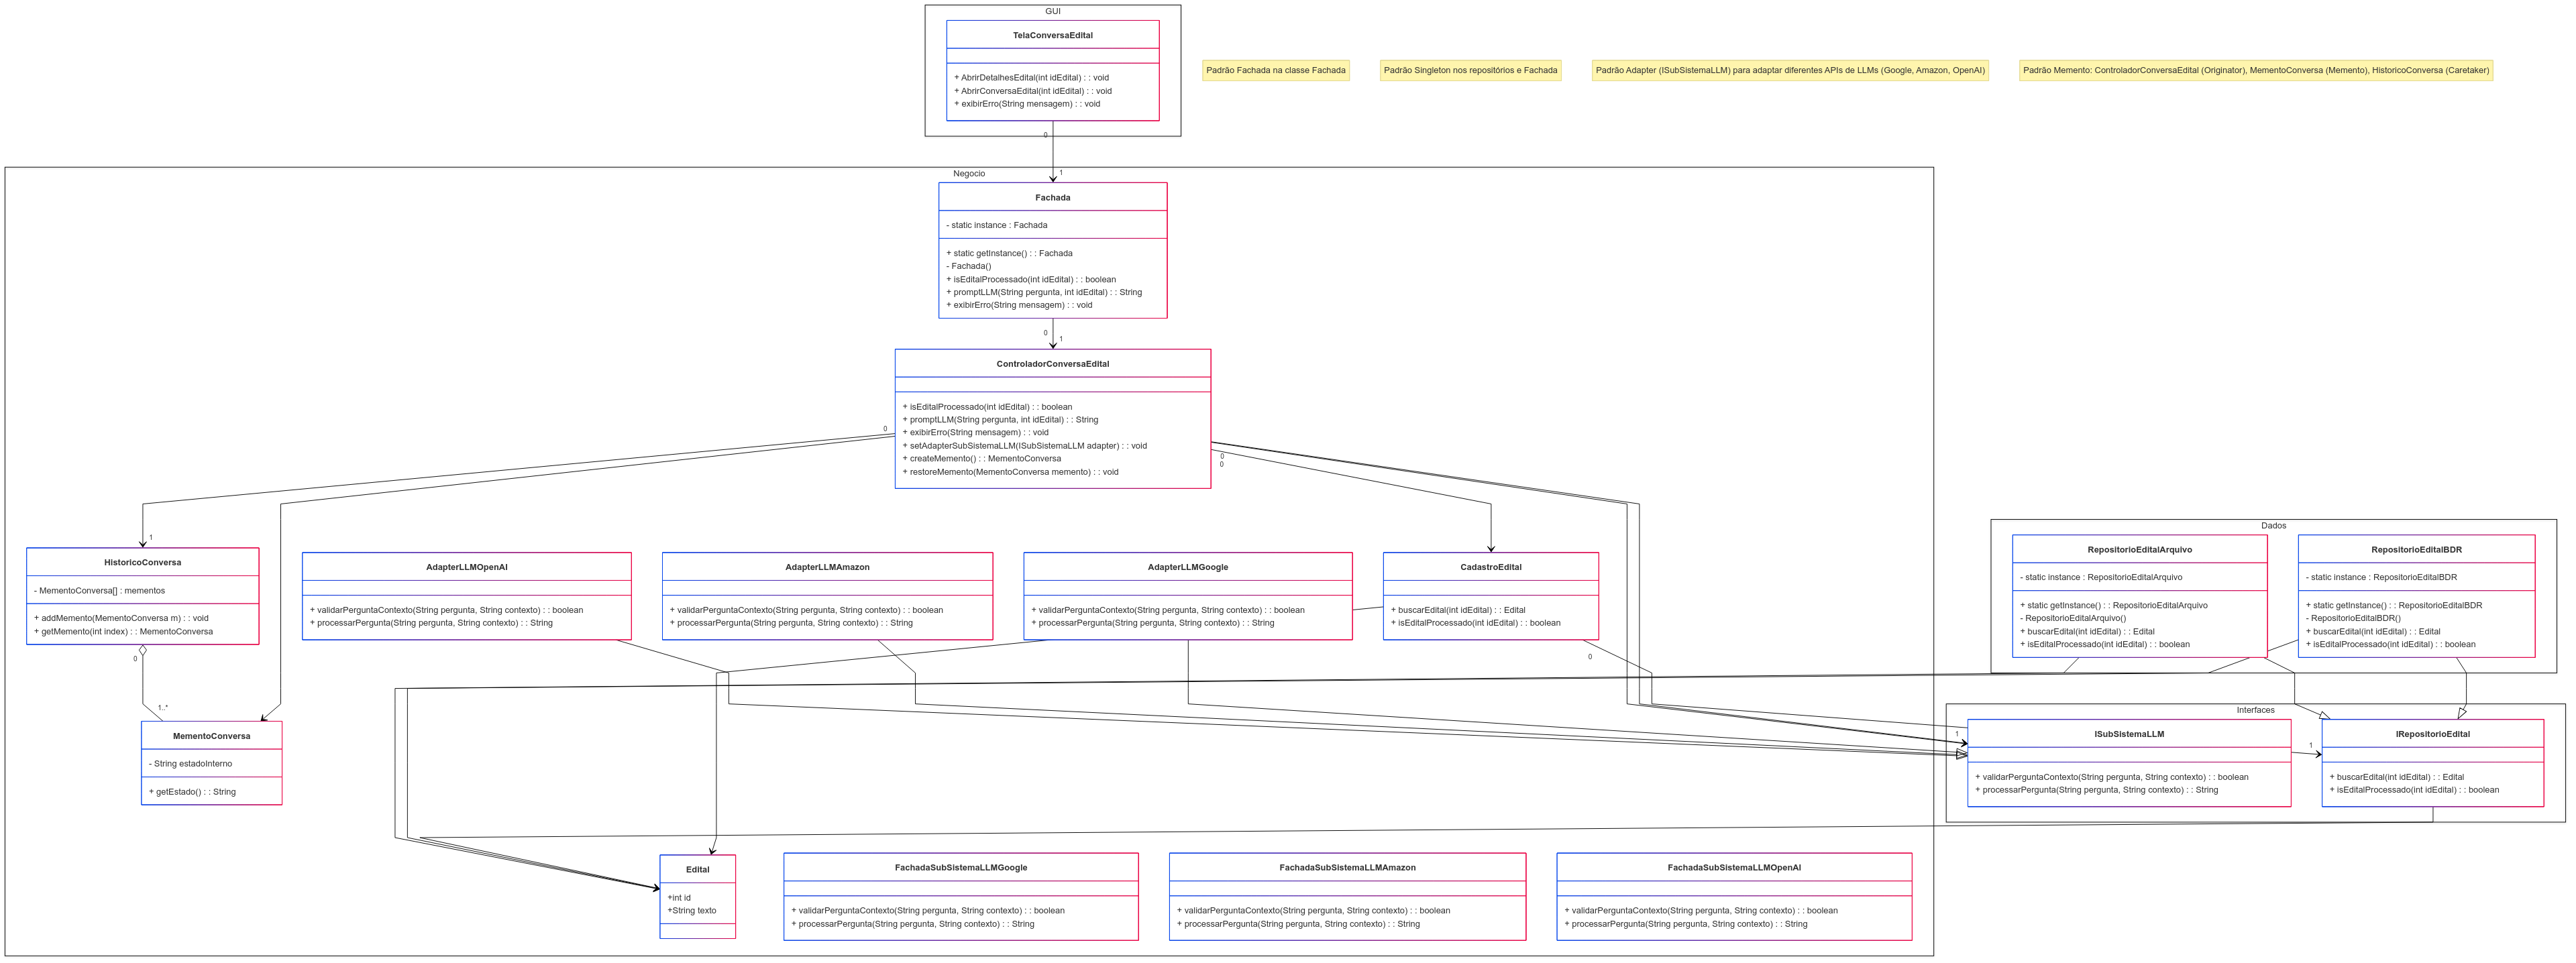 GUI
TelaConversaEdital
+ AbrirDetalhesEdital(int idEdital) : : void
+ AbrirConversaEdital(int idEdital) : : void
+ exibirErro(String mensagem) : : void
Padrão Fachada na classe Fachada
Padrão Singleton nos repositórios e Fachada
Padrão Adapter (ISubSistemaLLM) para adaptar diferentes APIs de LLMs (Google, Amazon, OpenAI)
Padrão Memento: ControladorConversaEdital (Originator), MementoConversa (Memento), HistoricoConversa (Caretaker)
0
1
Negocio
Fachada
- static instance : Fachada
+ static getInstance() : : Fachada
- Fachada()
+ isEditalProcessado(int idEdital) : : boolean
+ promptLLM(String pergunta, int idEdital) : : String
+ exibirErro(String mensagem) : : void
0
1
ControladorConversaEdital
+ isEditalProcessado(int idEdital) : : boolean
+ promptLLM(String pergunta, int idEdital) : : String
+ exibirErro(String mensagem) : : void
+ setAdapterSubSistemaLLM(ISubSistemaLLM adapter) : : void
+ createMemento() : : MementoConversa
+ restoreMemento(MementoConversa memento) : : void
0
0
0
1
HistoricoConversa
- MementoConversa[] : mementos
+ addMemento(MementoConversa m) : : void
+ getMemento(int index) : : MementoConversa
0
1..*
AdapterLLMOpenAI
+ validarPerguntaContexto(String pergunta, String contexto) : : boolean
+ processarPergunta(String pergunta, String contexto) : : String
AdapterLLMAmazon
+ validarPerguntaContexto(String pergunta, String contexto) : : boolean
+ processarPergunta(String pergunta, String contexto) : : String
AdapterLLMGoogle
+ validarPerguntaContexto(String pergunta, String contexto) : : boolean
+ processarPergunta(String pergunta, String contexto) : : String
CadastroEdital
+ buscarEdital(int idEdital) : : Edital
+ isEditalProcessado(int idEdital) : : boolean
0
Dados
RepositorioEditalArquivo
- static instance : RepositorioEditalArquivo
+ static getInstance() : : RepositorioEditalArquivo
- RepositorioEditalArquivo()
+ buscarEdital(int idEdital) : : Edital
+ isEditalProcessado(int idEdital) : : boolean
RepositorioEditalBDR
- static instance : RepositorioEditalBDR
+ static getInstance() : : RepositorioEditalBDR
- RepositorioEditalBDR()
+ buscarEdital(int idEdital) : : Edital
+ isEditalProcessado(int idEdital) : : boolean
MementoConversa
- String estadoInterno
+ getEstado() : : String
Interfaces
1
ISubSistemaLLM
+ validarPerguntaContexto(String pergunta, String contexto) : : boolean
+ processarPergunta(String pergunta, String contexto) : : String
1
IRepositorioEdital
+ buscarEdital(int idEdital) : : Edital
+ isEditalProcessado(int idEdital) : : boolean
Edital
+int id
+String texto
FachadaSubSistemaLLMGoogle
+ validarPerguntaContexto(String pergunta, String contexto) : : boolean
+ processarPergunta(String pergunta, String contexto) : : String
FachadaSubSistemaLLMAmazon
+ validarPerguntaContexto(String pergunta, String contexto) : : boolean
+ processarPergunta(String pergunta, String contexto) : : String
FachadaSubSistemaLLMOpenAI
+ validarPerguntaContexto(String pergunta, String contexto) : : boolean
+ processarPergunta(String pergunta, String contexto) : : String